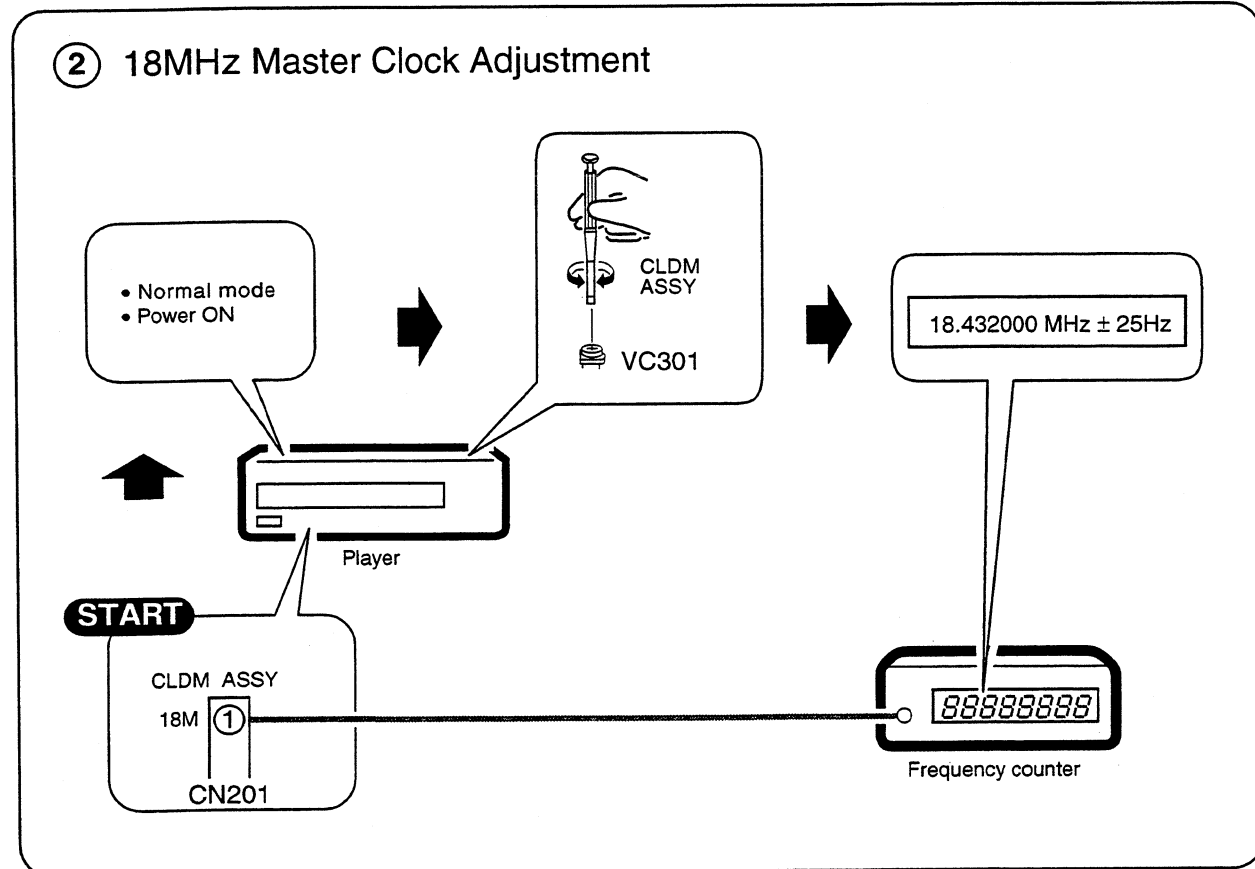 ② 18MHz Master Clock Adjustment
• Normal mode
• Power ON
CLDM
ASSY
VC301
18.432000 MHz ± 25Hz
Player
START
CLDM ASSY
18M ①
CN201
88888888
Frequency counter